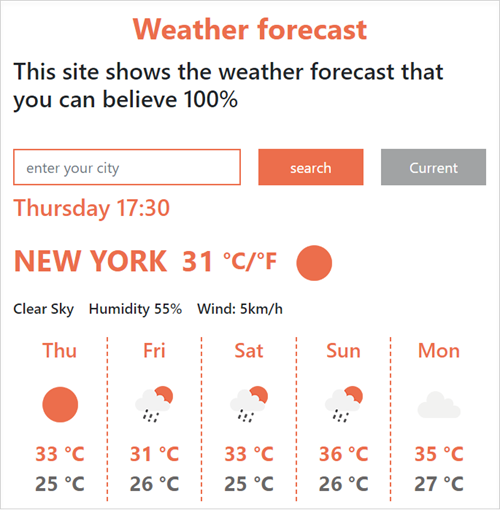 Weather forecast
This site shows the weather forecast that
you can believe 100%
enter your city search Current
Thursday 17:30
NEW YORK 31 °C/°F
Clear Sky Humidity 55% Wind: 5km/h
Thu Fri Sat Sun Mon
33 °C 31 °C 33 °C 36 °C 35 °C
25 °C 26 °C 25 °C 26 °C 27 °C